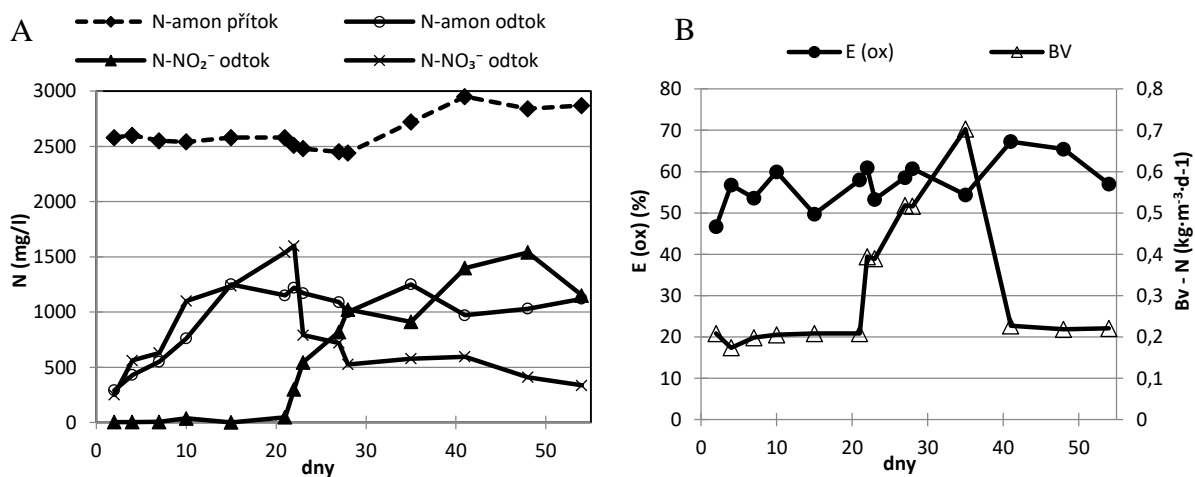 A
N-amon přítok
N-amon odtok
N-NO₂⁻ odtok
N-NO₃⁻ odtok
N (mg/l)
3000
2500
2000
1500
1000
500
0
0 10 20 30 40 50
dny
B
E (ox)
BV
E (ox) (%)
80
70
60
50
40
30
20
10
0
0 10 20 30 40 50
dny
0,8
0,7
0,6
0,5
0,4
0,3
0,2
0,1
0
Bv - N (kg·m⁻³·d-1)